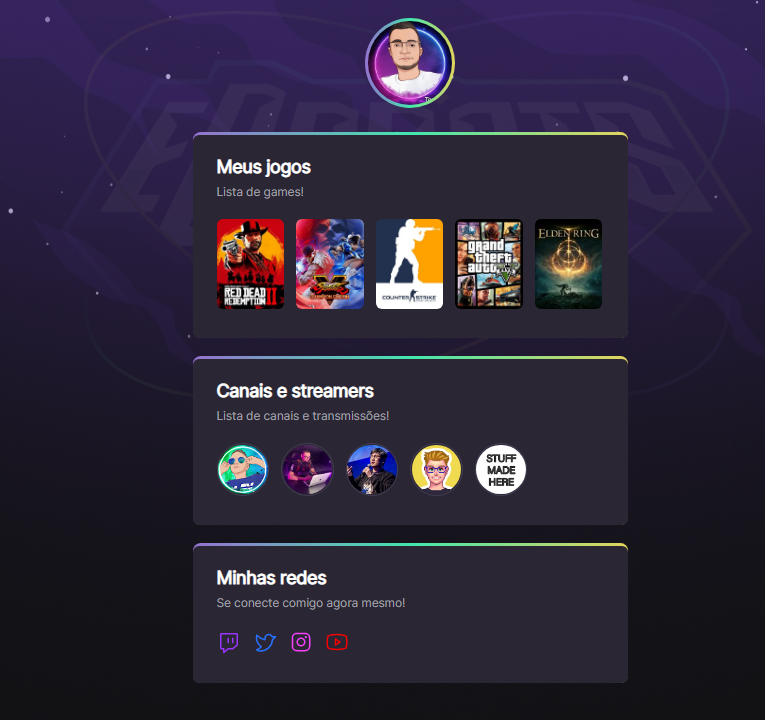 ESPORTS
Meus jogos
Lista de games!
RED DEAD
REDEMPTION II
V
COUNTER STRIKE
grand
theft
auto
V
ELDEN RING
Canais e streamers
Lista de canais e transmissões!
STUFF
MADE
HERE
Minhas redes
Se conecte comigo agora mesmo!